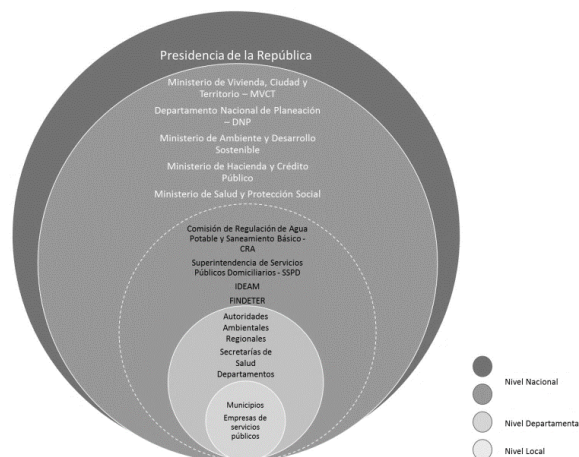 Presidencia de la República
Ministerio de Vivienda, Ciudad y
Territorio – MVCT
Departamento Nacional de Planeación
– DNP
Ministerio de Ambiente y Desarrollo
Sostenible
Ministerio de Hacienda y Crédito
Público
Ministerio de Salud y Protección Social
Comisión de Regulación de Agua
Potable y Saneamiento Básico -
CRA
Superintendencia de Servicios
Públicos Domiciliarios - SSPD
IDEAM
FINDETER
Autoridades
Ambientales
Regionales
Secretarías de
Salud
Departamentos
Municipios
Empresas de
servicios
públicos
Nivel Nacional
Nivel Departamenta
Nivel Local